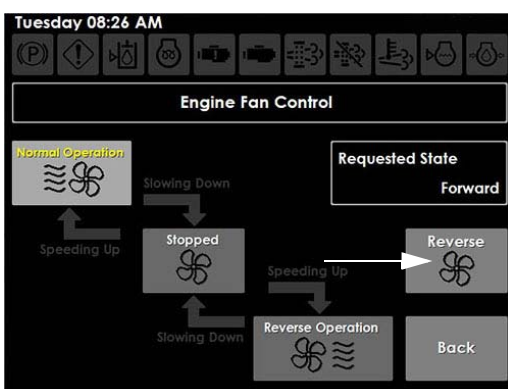 Tuesday 08:26 AM
Engine Fan Control
Normal Operation
Requested State
Forward
Slowing Down
Speeding Up
Stopped
Reverse
Speeding Up
Slowing Down
Reverse Operation
Back